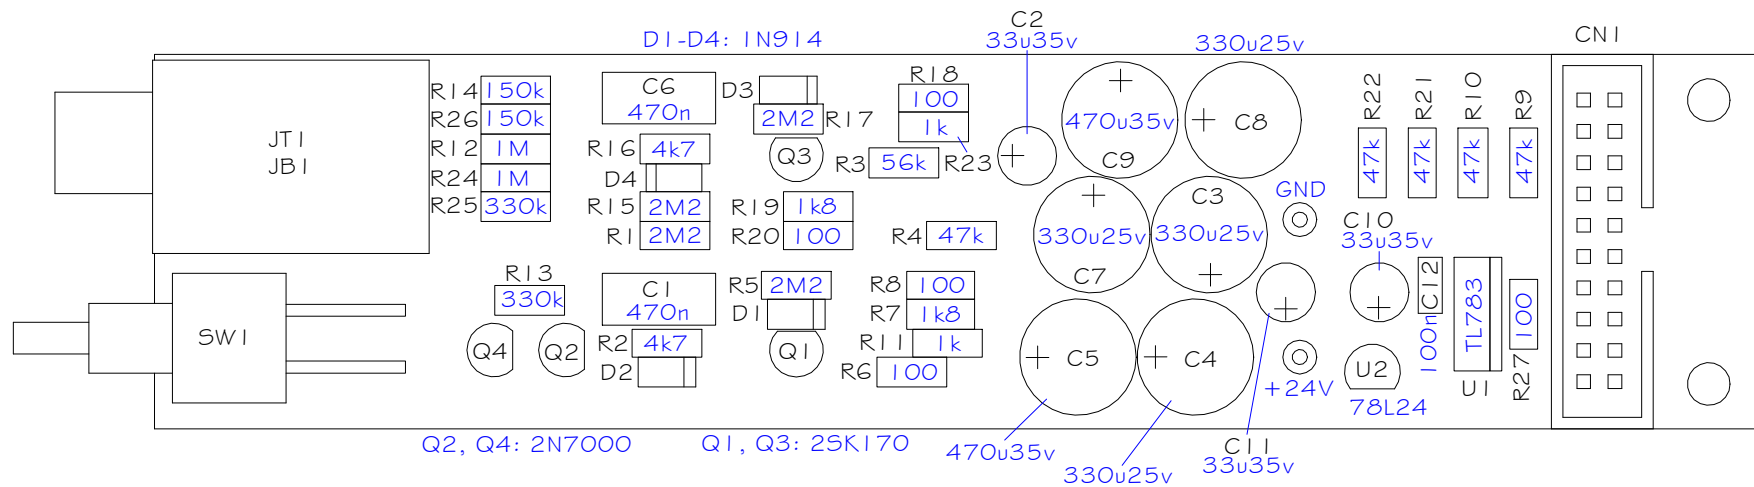 D1-D4: 1N914
C2
33u35v
330u25v
CN1
JT1
JB1
R14 150k
R26 150k
R12 1M
R24 1M
R25 330k
C6
470n
R16 4k7
D4
R15 2M2
R1 2M2
D3
2M2 R17
Q3
R19 1k8
R20 100
R18
100
1k
R23
R3 56k
R4 47k
470u35v
C9
C8
330u25v
C7
C3
330u25v
GND
C10
33u35v
R22
47k
R21
47k
R10
47k
R9
47k
SW1
R13
330k
Q4
Q2
C1
470n
R2 4k7
D2
R5 2M2
D1
Q1
R8 100
R7 1k8
R11 1k
R6 100
C5
C4
+24V
C12
100n
TL783
U1
100
R27
U2
78L24
Q2, Q4: 2N7000
Q1, Q3: 2SK170
470u35v
330u25v
C11
33u35v